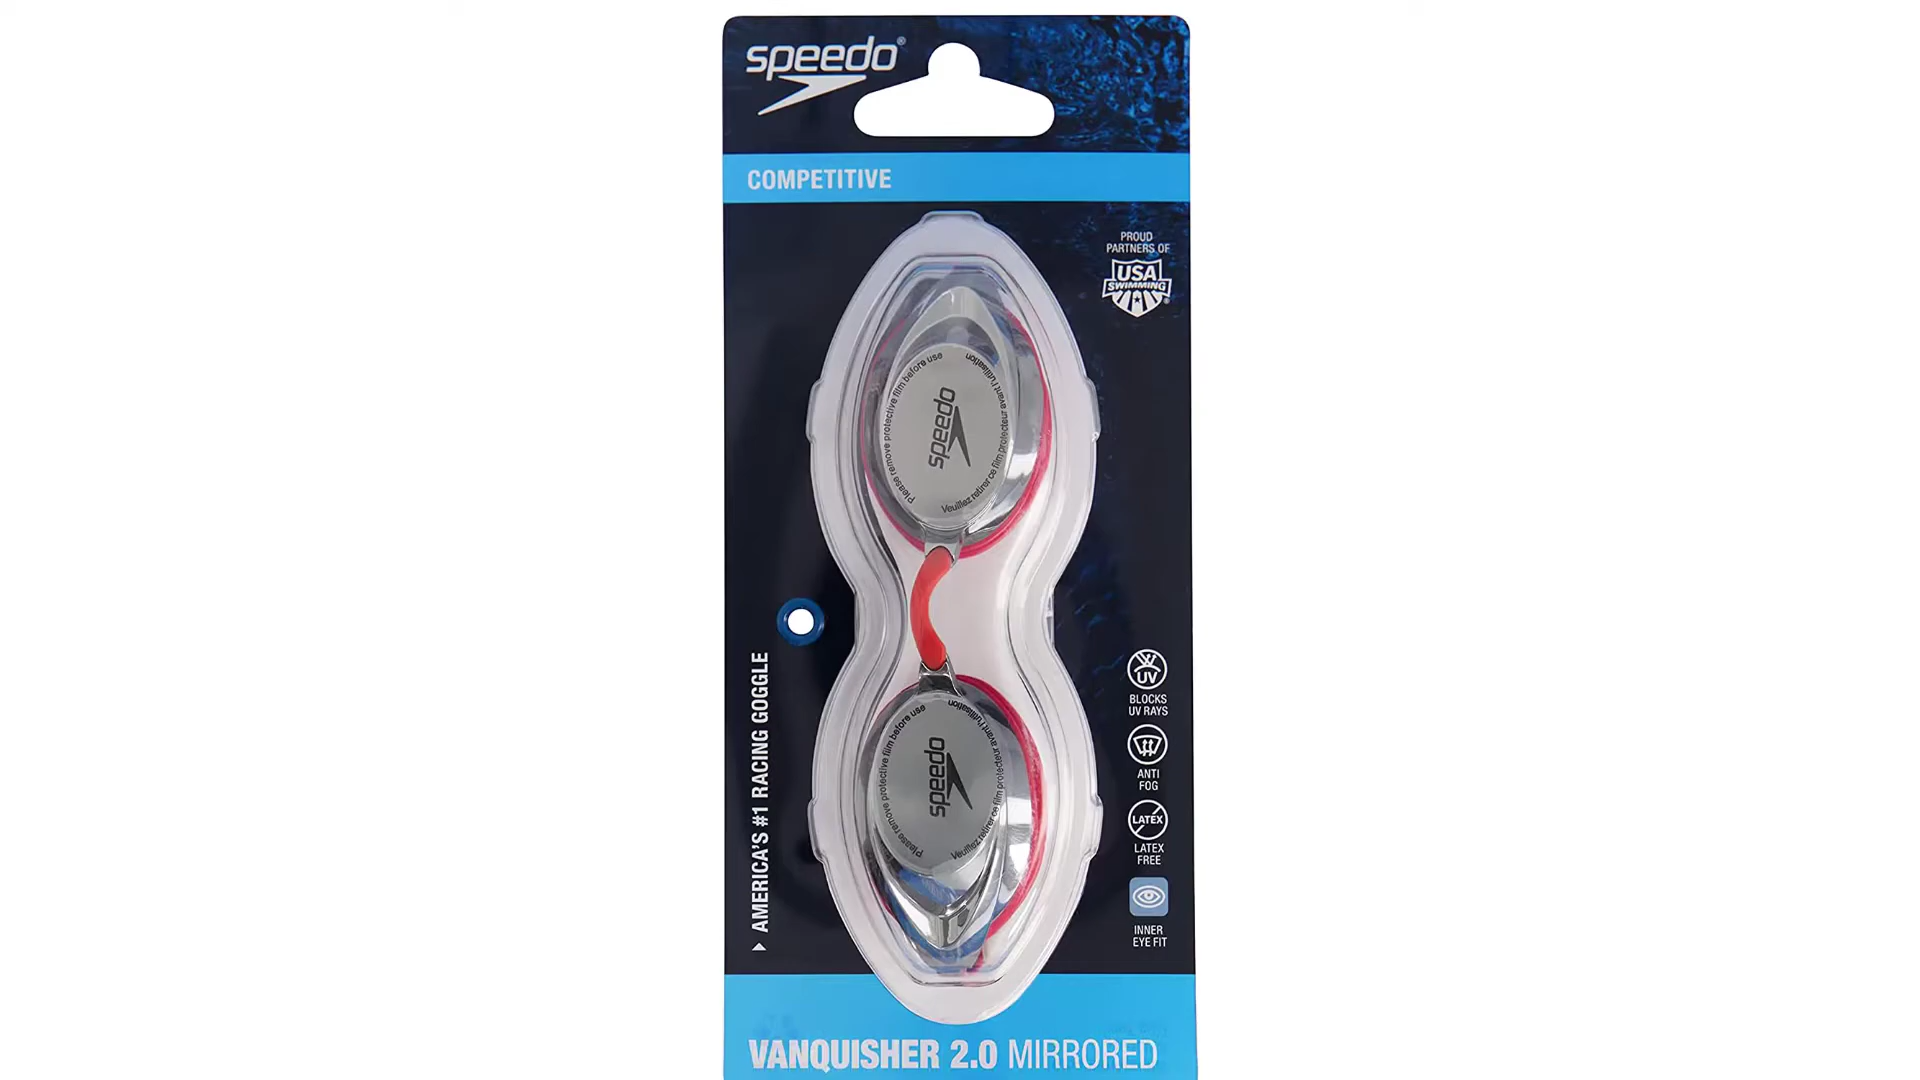 speedo®
COMPETITIVE
PROUD
PARTNERS OF
USA
SWIMMING
Please remove protective film before use
Veuillez retirer ce film protecteur avant l'utilisation
speedo
AMERICA'S #1 RACING GOGGLE
Please remove protective film before use
Veuillez retirer ce film protecteur avant l'utilisation
speedo
UV
BLOCKS
UV RAYS
ANTI
FOG
LATEX
LATEX
FREE
INNER
EYE FIT
VANQUISHER 2.0 MIRRORED